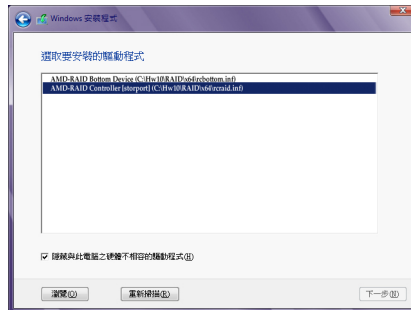 Windows 安裝程式
選取要安裝的驅動程式
AMD-RAID Bottom Device (C:\Hw10\RAID\x64\rcbottom.inf)
AMD-RAID Controller [storport] (C:\Hw10\RAID\x64\rcraid.inf)
隱藏與此電腦之硬體不相容的驅動程式(H)
瀏覽(O) 重新掃描(R) 下一步(N)